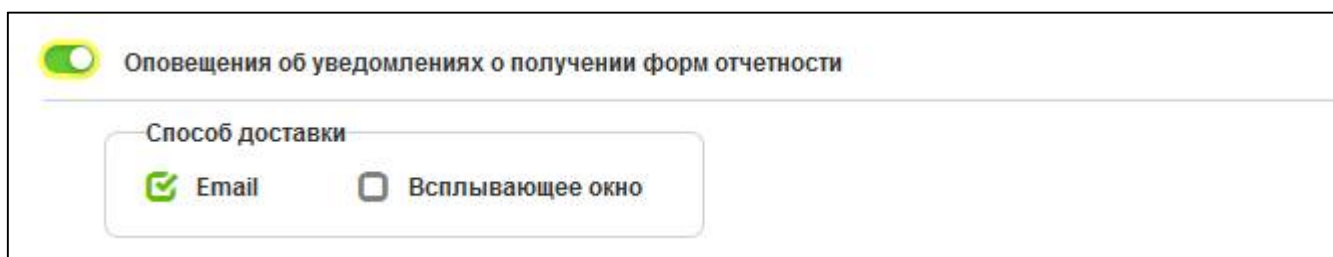 Оповещения об уведомлениях о получении форм отчетности
Способ доставки
Email Всплывающее окно